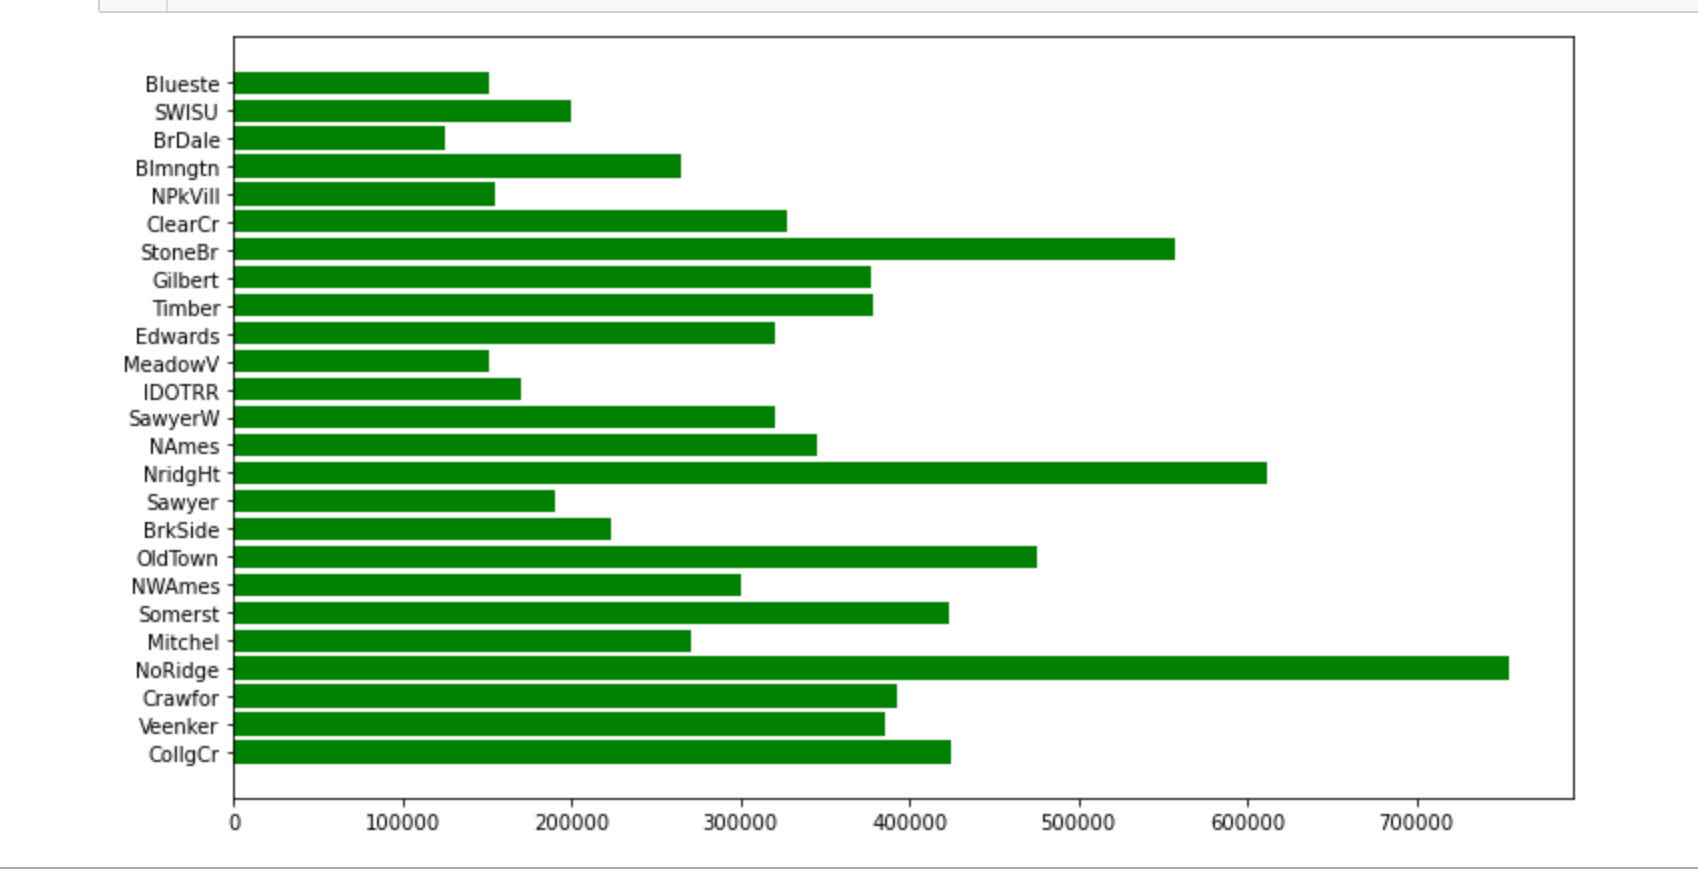 Blueste
SWISU
BrDale
Blmngtn
NPkVill
ClearCr
StoneBr
Gilbert
Timber
Edwards
MeadowV
IDOTRR
SawyerW
NAmes
NridgHt
Sawyer
BrkSide
OldTown
NWAmes
Somerst
Mitchel
NoRidge
Crawfor
Veenker
CollgCr
0 100000 200000 300000 400000 500000 600000 700000